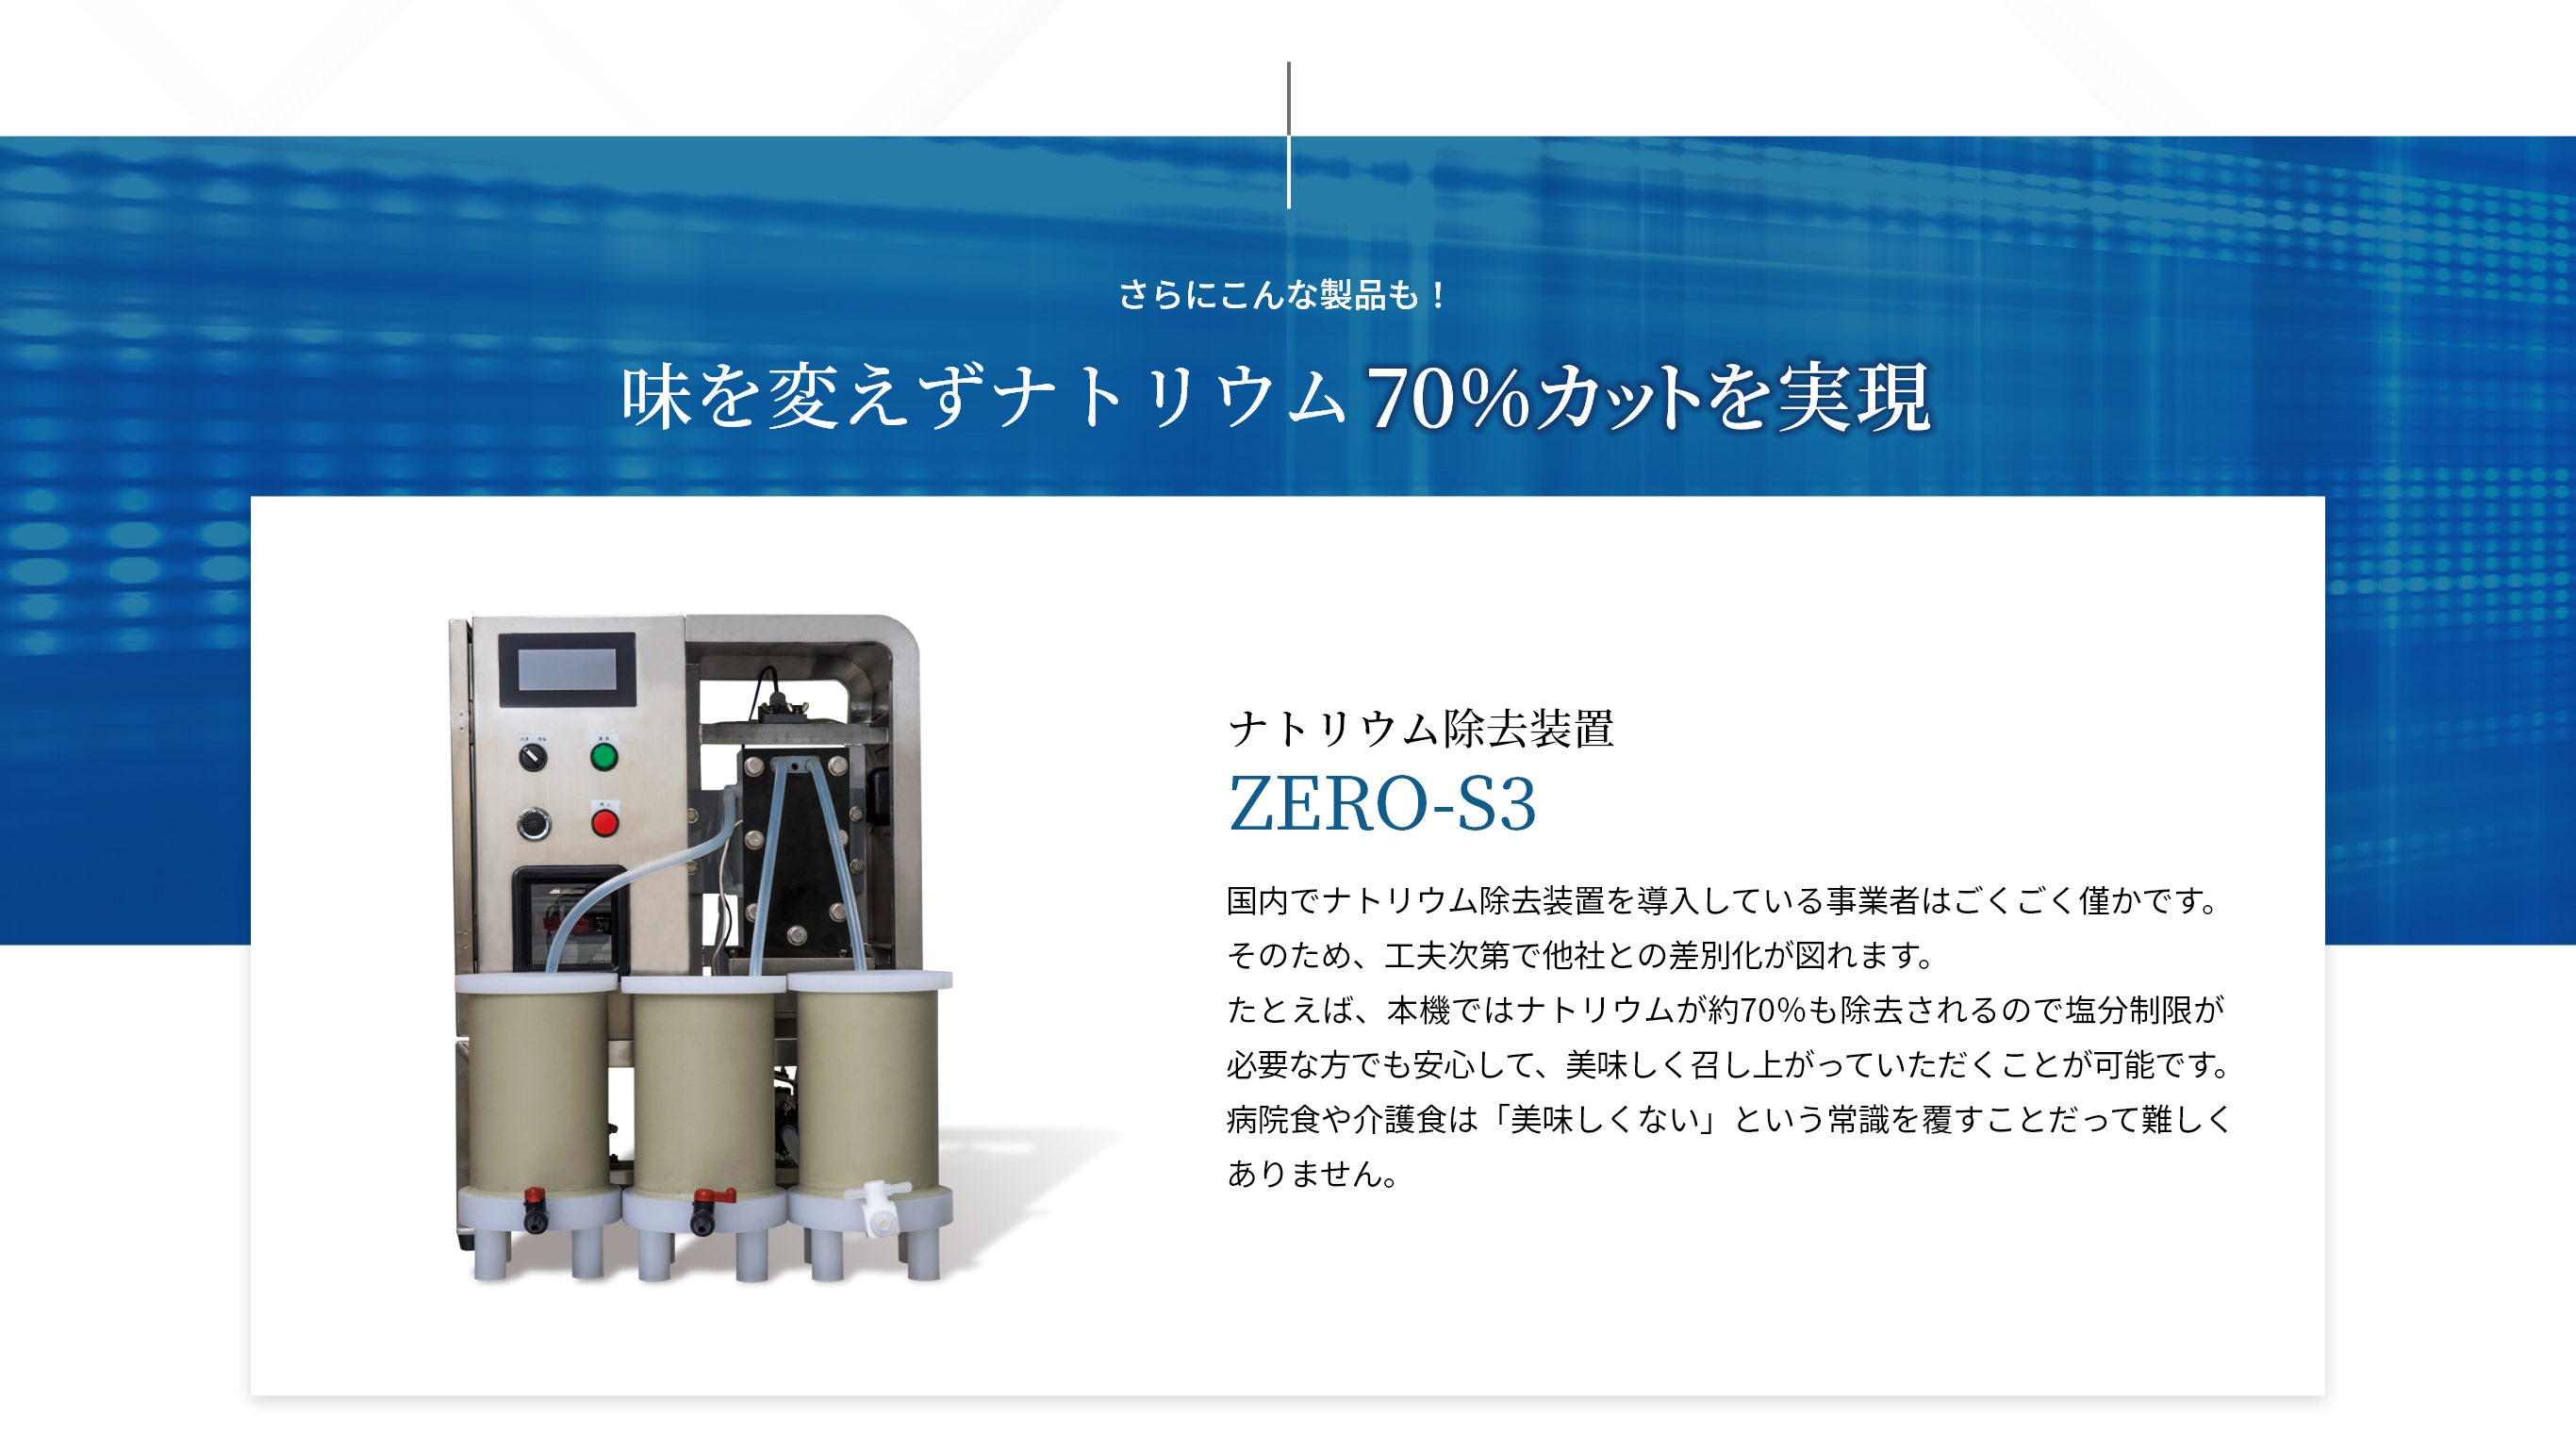 さらにこんな製品も！
味を変えずナトリウム70%カットを実現
ナトリウム除去装置
ZERO-S3
国内でナトリウム除去装置を導入している事業者はごくごく僅かです。
そのため、工夫次第で他社との差別化が図れます。
たとえば、本機ではナトリウムが約70%も除去されるので塩分制限が
必要な方でも安心して、美味しく召し上がっていただくことが可能です。
病院食や介護食は「美味しくない」という常識を覆すことだって難しく
ありません。